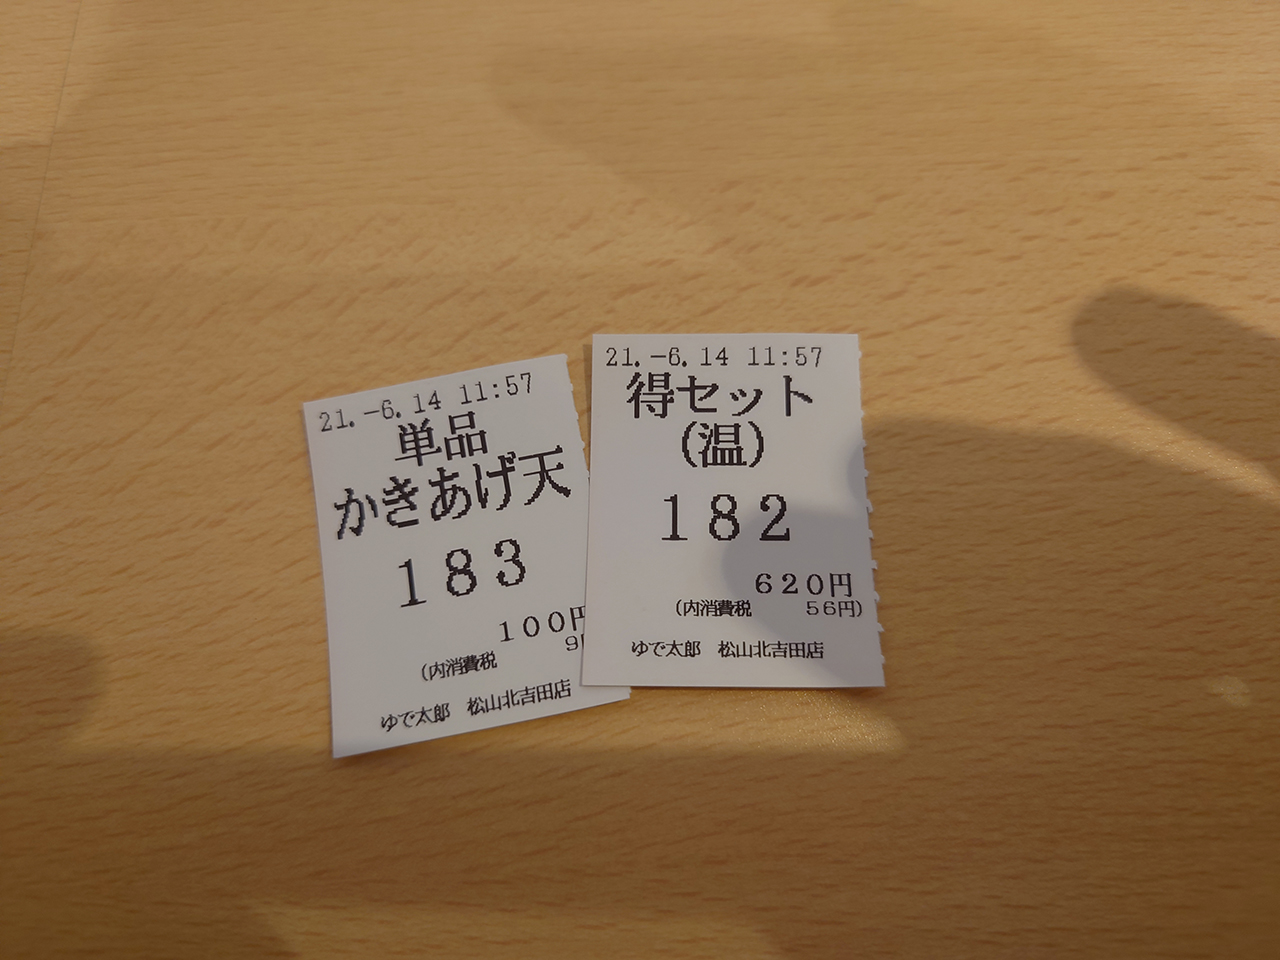 21.-6.14 11:57
単品
かきあげ天
183
100円
(内消費税 9
ゆで太郎 松山北吉田店
21.-6.14 11:57
得セット
(温)
182
620円
(内消費税 56円)
ゆで太郎 松山北吉田店